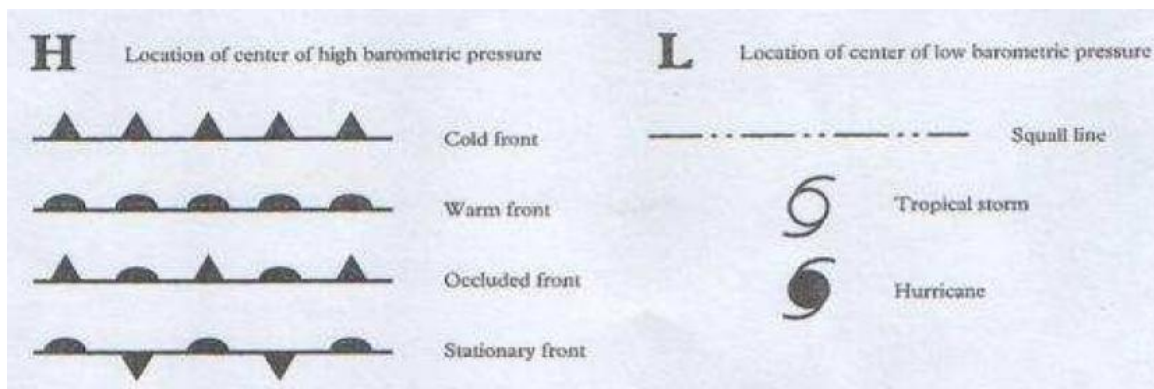 H Location of center of high barometric pressure
Cold front
Warm front
Occluded front
Stationary front
L Location of center of low barometric pressure
Squall line
Tropical storm
Hurricane